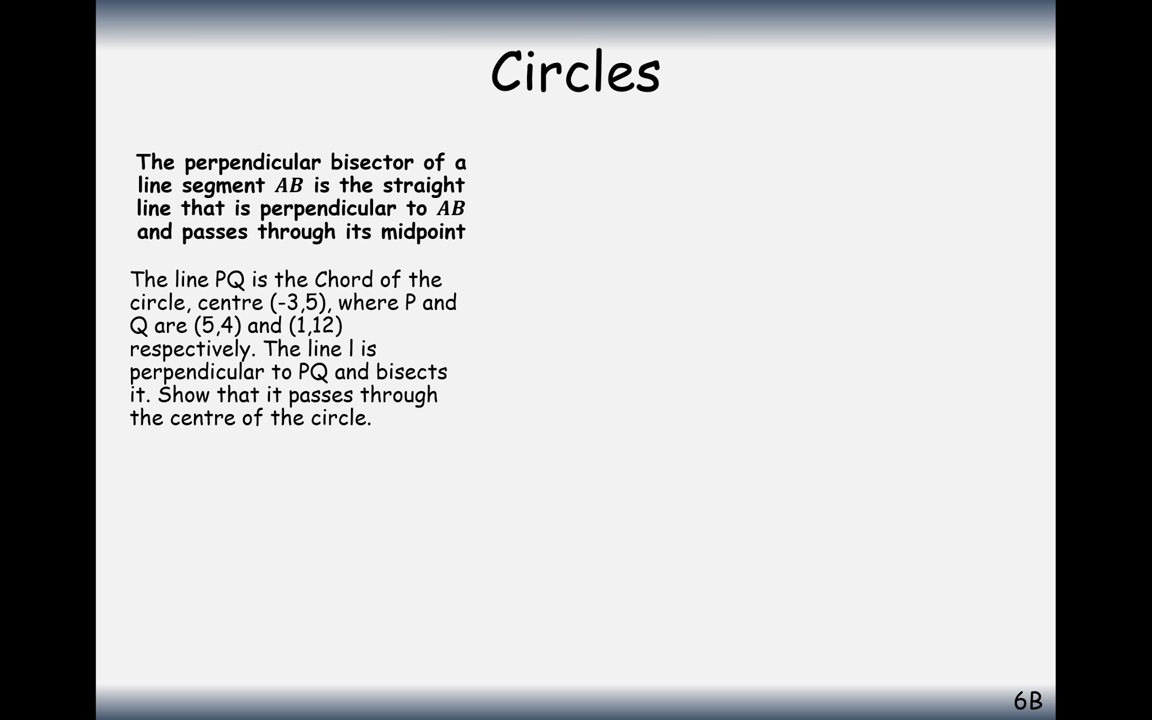 Circles
The perpendicular bisector of a
line segment AB is the straight
line that is perpendicular to AB
and passes through its midpoint
The line PQ is the Chord of the
circle, centre (-3,5), where P and
Q are (5,4) and (1,12)
respectively. The line l is
perpendicular to PQ and bisects
it. Show that it passes through
the centre of the circle.
6B